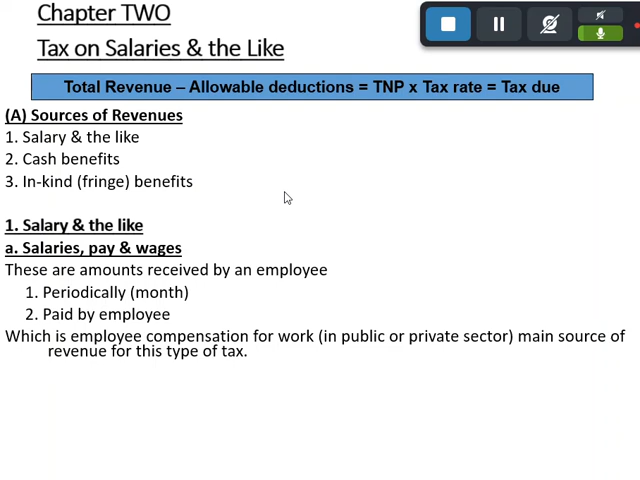 Chapter TWO
Tax on Salaries & the Like
Total Revenue – Allowable deductions = TNP x Tax rate = Tax due
(A) Sources of Revenues
1. Salary & the like
2. Cash benefits
3. In-kind (fringe) benefits
1. Salary & the like
a. Salaries, pay & wages
These are amounts received by an employee
1. Periodically (month)
2. Paid by employee
Which is employee compensation for work (in public or private sector) main source of
revenue for this type of tax.